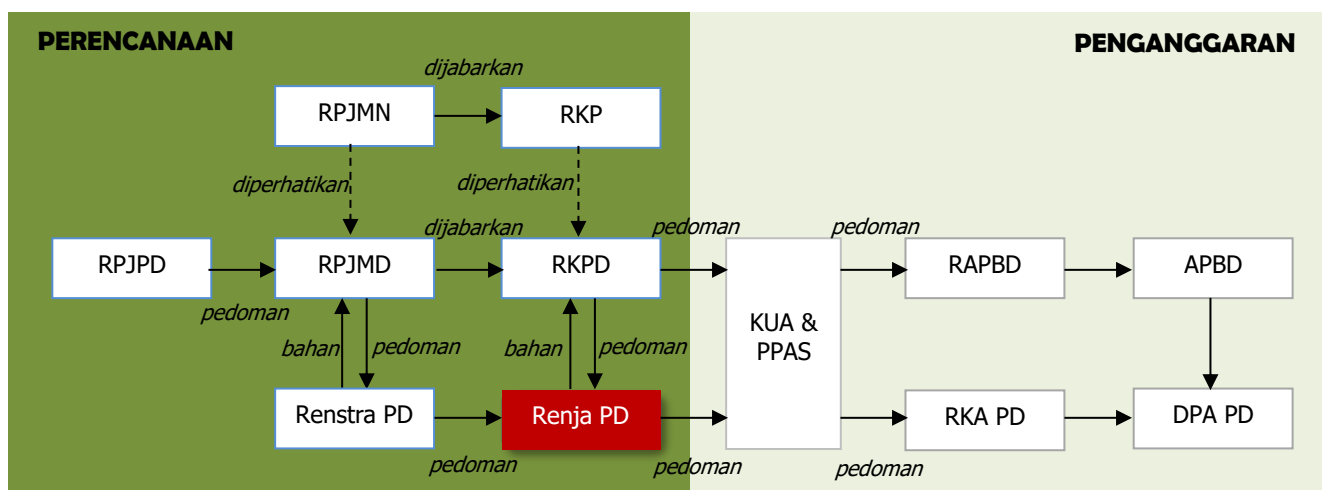 PERENCANAAN
PENGANGGARAN
dijabarkan
RPJMN
RKP
diperhatikan
diperhatikan
dijabarkan
pedoman
pedoman
RPJPD
RPJMD
RKPD
RAPBD
APBD
pedoman
KUA &
PPAS
bahan
pedoman
bahan
pedoman
Renstra PD
Renja PD
RKA PD
DPA PD
pedoman
pedoman
pedoman